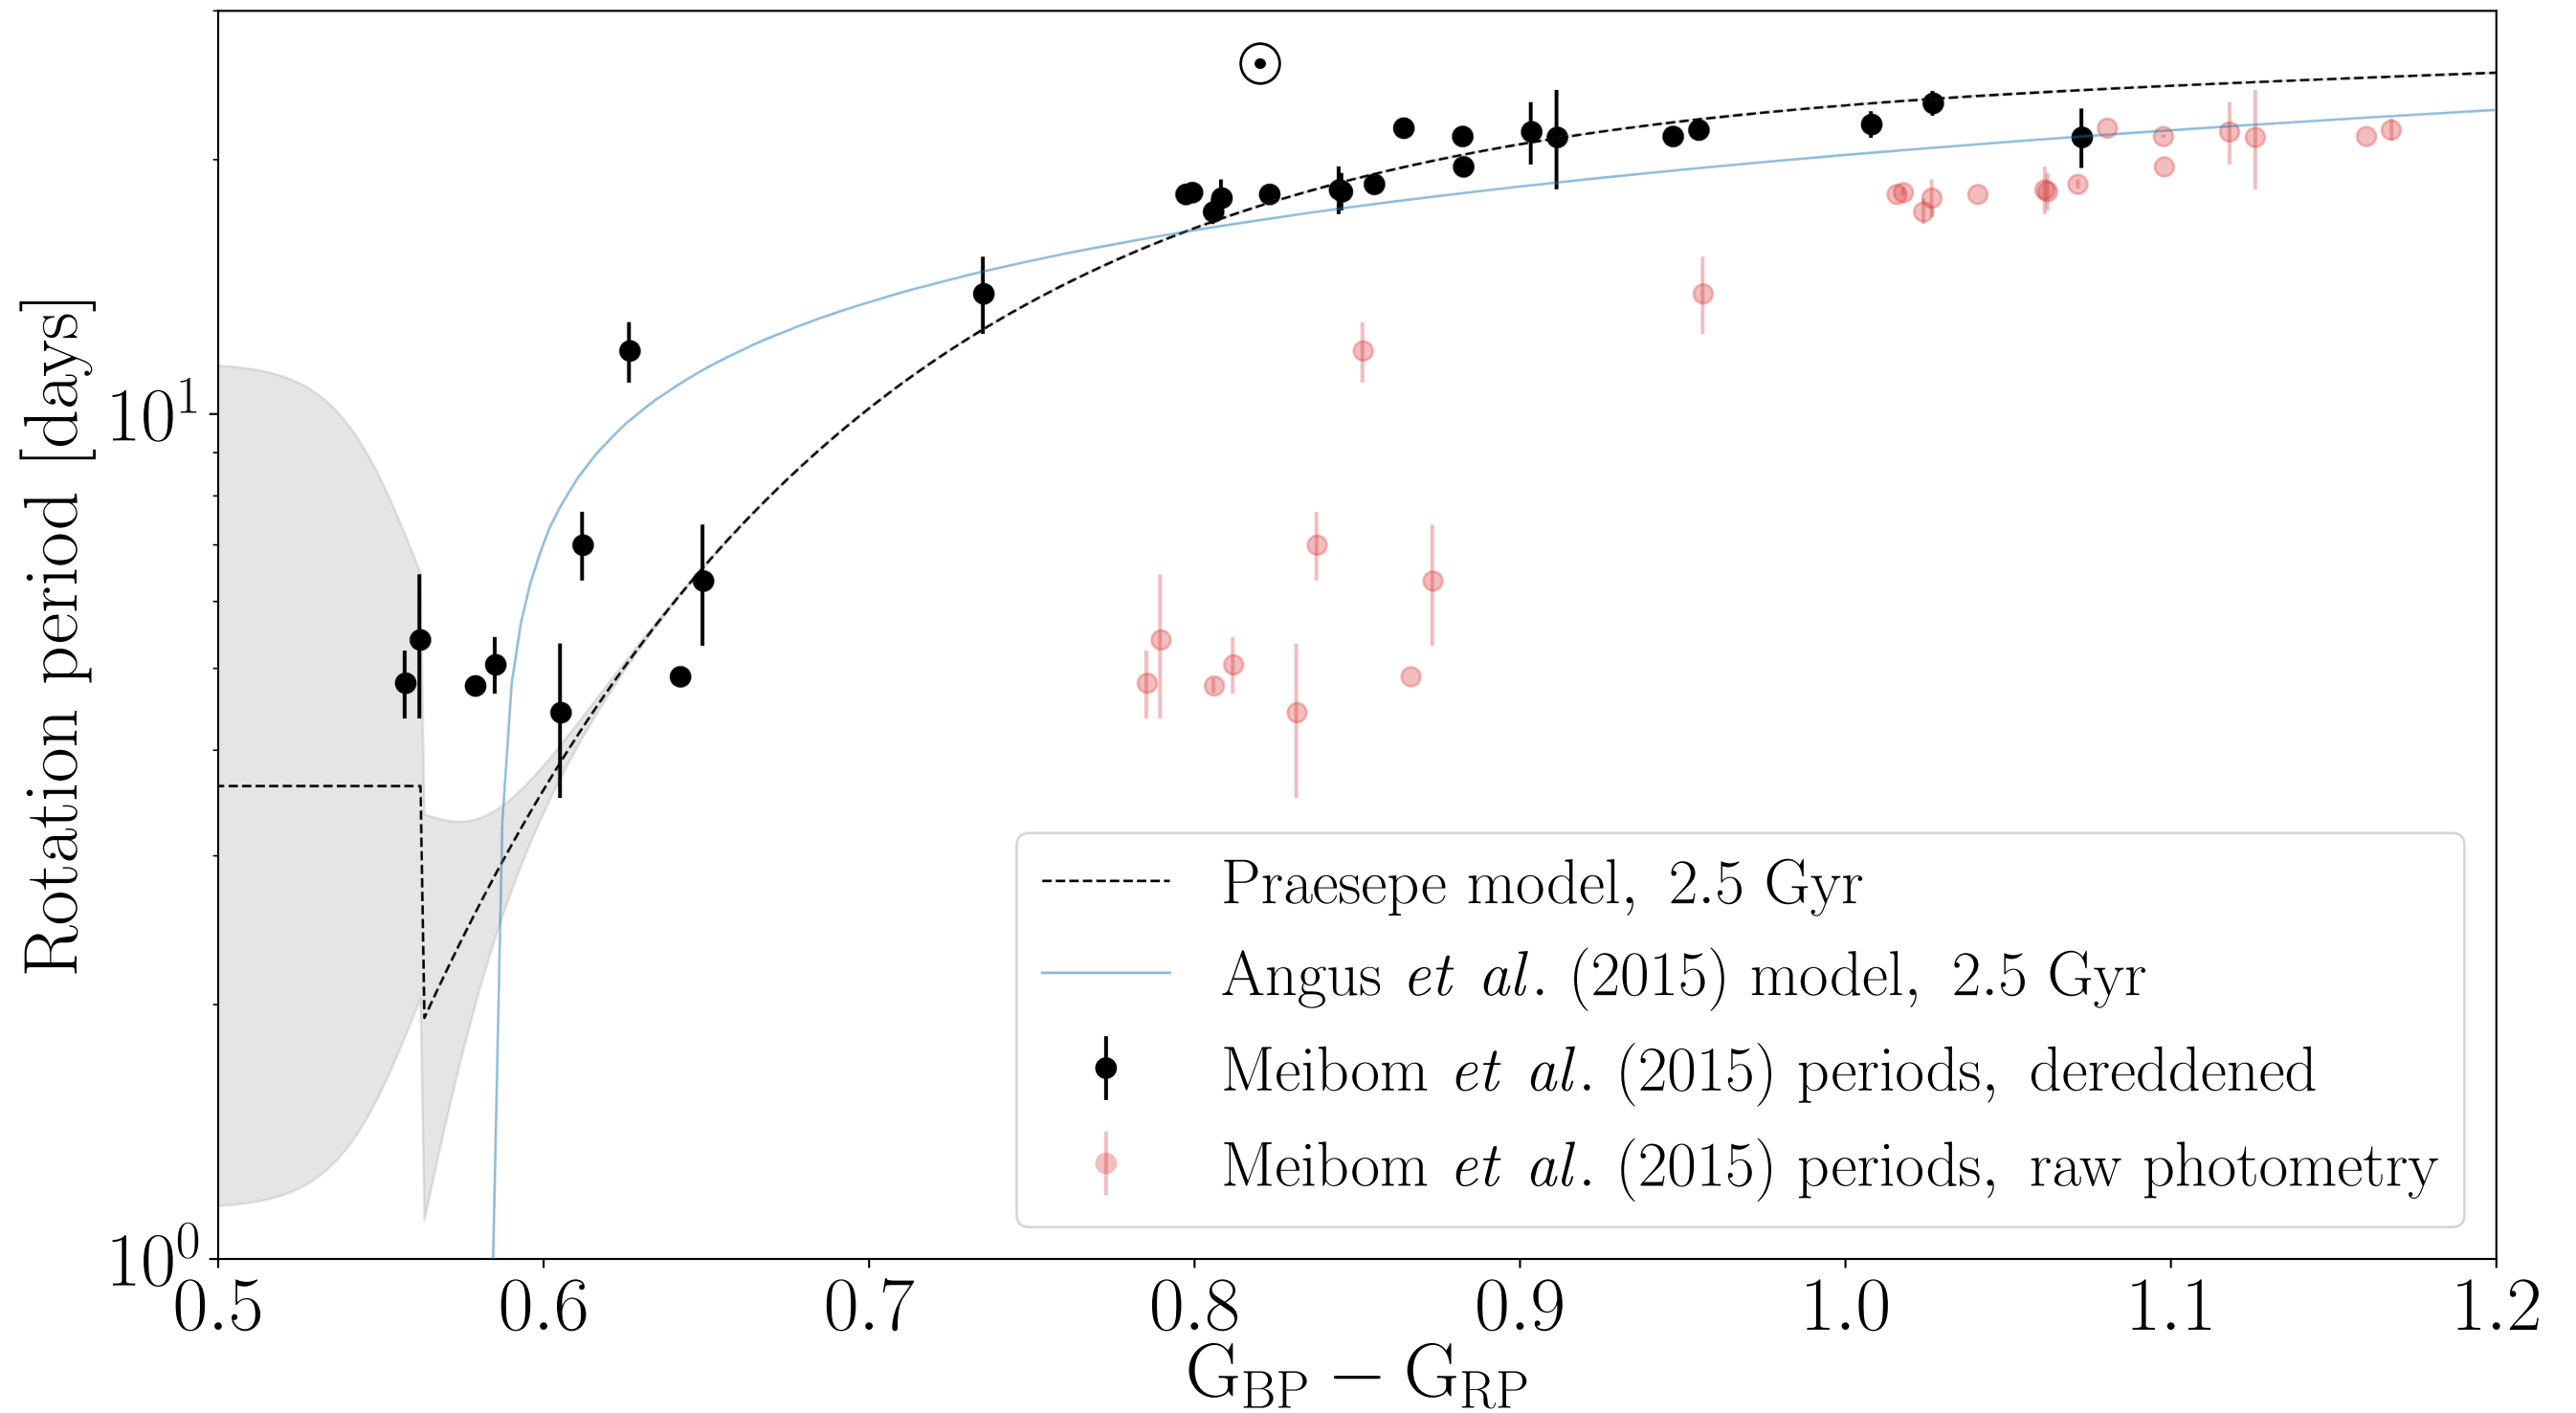 Rotation period [days]
10¹
10⁰
0.5 0.6 0.7 0.8 0.9 1.0 1.1 1.2
G_BP − G_RP
Praesepe model, 2.5 Gyr
Angus et al. (2015) model, 2.5 Gyr
Meibom et al. (2015) periods, dereddened
Meibom et al. (2015) periods, raw photometry